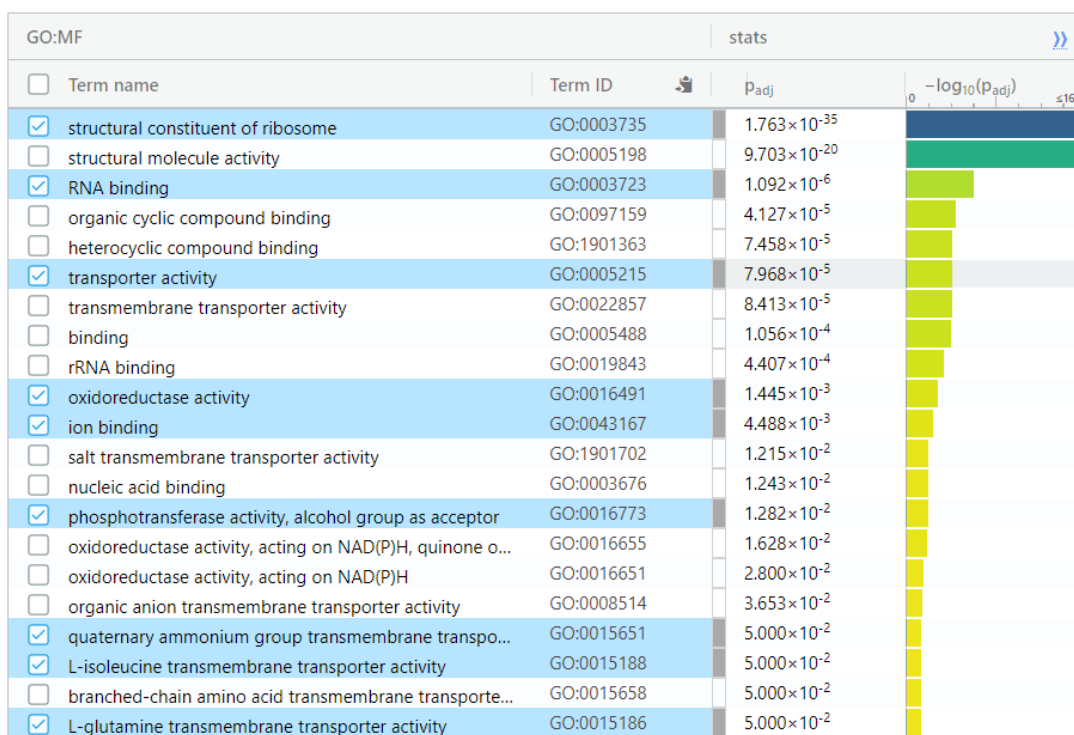 GO:MF stats »
Term name Term ID p_adj −log₁₀(p_adj)
0 ≤16
structural constituent of ribosome GO:0003735 1.763×10⁻³⁵
structural molecule activity GO:0005198 9.703×10⁻²⁰
RNA binding GO:0003723 1.092×10⁻⁶
organic cyclic compound binding GO:0097159 4.127×10⁻⁵
heterocyclic compound binding GO:1901363 7.458×10⁻⁵
transporter activity GO:0005215 7.968×10⁻⁵
transmembrane transporter activity GO:0022857 8.413×10⁻⁵
binding GO:0005488 1.056×10⁻⁴
rRNA binding GO:0019843 4.407×10⁻⁴
oxidoreductase activity GO:0016491 1.445×10⁻³
ion binding GO:0043167 4.488×10⁻³
salt transmembrane transporter activity GO:1901702 1.215×10⁻²
nucleic acid binding GO:0003676 1.243×10⁻²
phosphotransferase activity, alcohol group as acceptor GO:0016773 1.282×10⁻²
oxidoreductase activity, acting on NAD(P)H, quinone o... GO:0016655 1.628×10⁻²
oxidoreductase activity, acting on NAD(P)H GO:0016651 2.800×10⁻²
organic anion transmembrane transporter activity GO:0008514 3.653×10⁻²
quaternary ammonium group transmembrane transpo... GO:0015651 5.000×10⁻²
L-isoleucine transmembrane transporter activity GO:0015188 5.000×10⁻²
branched-chain amino acid transmembrane transporte... GO:0015658 5.000×10⁻²
L-glutamine transmembrane transporter activity GO:0015186 5.000×10⁻²